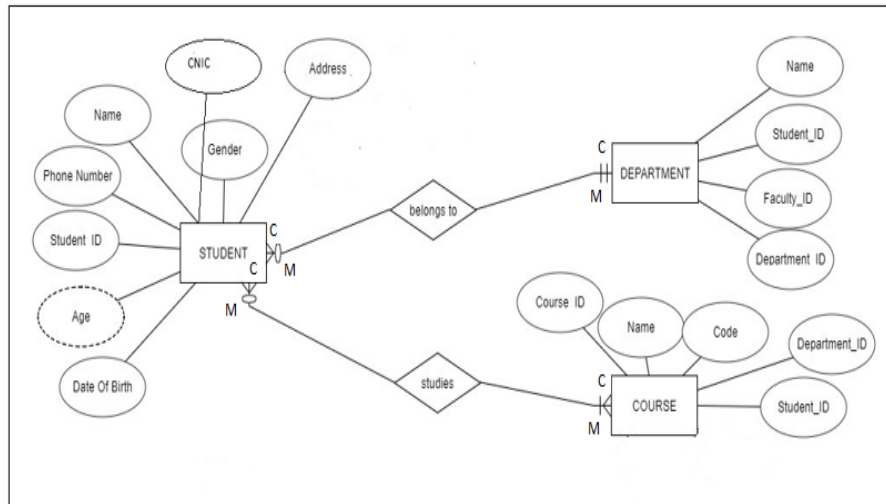 CNIC
Address
Name
Gender
Phone Number
Student ID
Age
Date Of Birth
STUDENT
C
M
C
M
belongs to
C
M
DEPARTMENT
Name
Student_ID
Faculty_ID
Department ID
studies
C
M
COURSE
Course ID
Name
Code
Department_ID
Student_ID